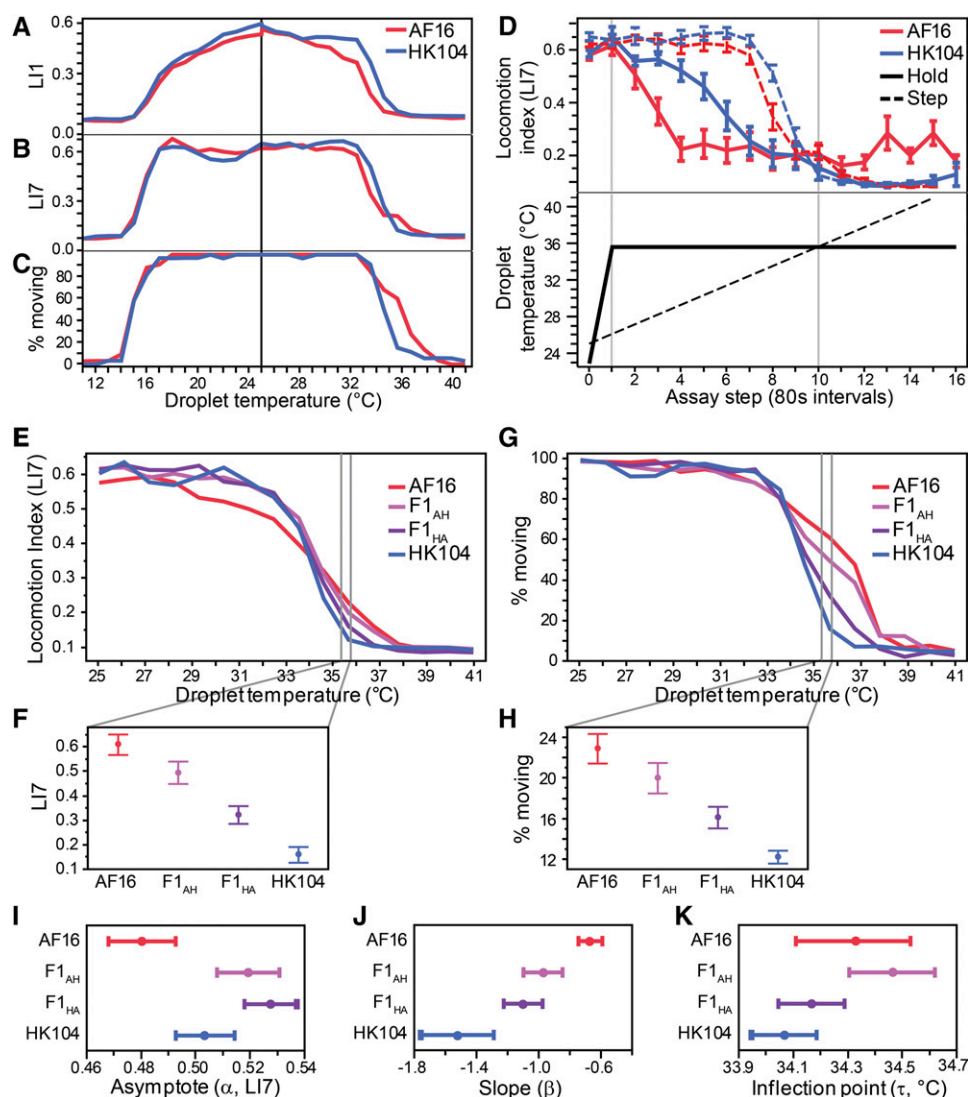 A
AF16
HK104
0.6
0.3
0.0
LI1
B
0.6
0.3
0.0
LI7
C
80
60
40
20
0
% moving
12 16 20 24 28 32 36 40
Droplet temperature (°C)
D
AF16
HK104
Hold
Step
0.6
0.4
0.2
Locomotion
index (LI7)
40
36
32
28
24
Droplet
temperature (°C)
0 2 4 6 8 10 12 14 16
Assay step (80s intervals)
E
AF16
F1AH
F1HA
HK104
0.6
0.5
0.4
0.3
0.2
0.1
Locomotion Index (LI7)
25 27 29 31 33 35 37 39 41
Droplet temperature (°C)
G
AF16
F1AH
F1HA
HK104
100
80
60
40
20
0
% moving
25 27 29 31 33 35 37 39 41
Droplet temperature (°C)
F
0.6
0.5
0.4
0.3
0.2
0.1
LI7
AF16 F1AH F1HA HK104
H
24
20
16
12
% moving
AF16 F1AH F1HA HK104
I
AF16
F1AH
F1HA
HK104
0.46 0.48 0.50 0.52 0.54
Asymptote (α, LI7)
J
AF16
F1AH
F1HA
HK104
-1.8 -1.4 -1.0 -0.6
Slope (β)
K
AF16
F1AH
F1HA
HK104
33.9 34.1 34.3 34.5 34.7
Inflection point (τ, °C)